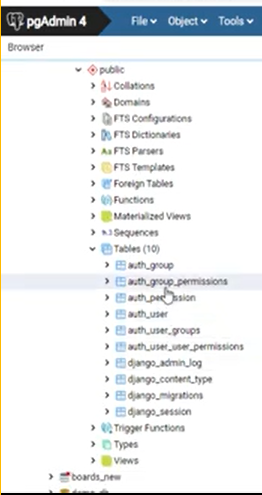 pgAdmin 4
File Object Tools
Browser
public
Collations
Domains
FTS Configurations
FTS Dictionaries
FTS Parsers
FTS Templates
Foreign Tables
Functions
Materialized Views
Sequences
Tables (10)
auth_group
auth_group_permissions
auth_user
auth_user_groups
auth_user_user_permissions
django_admin_log
django_content_type
django_migrations
django_session
Trigger Functions
Types
Views
boards_new